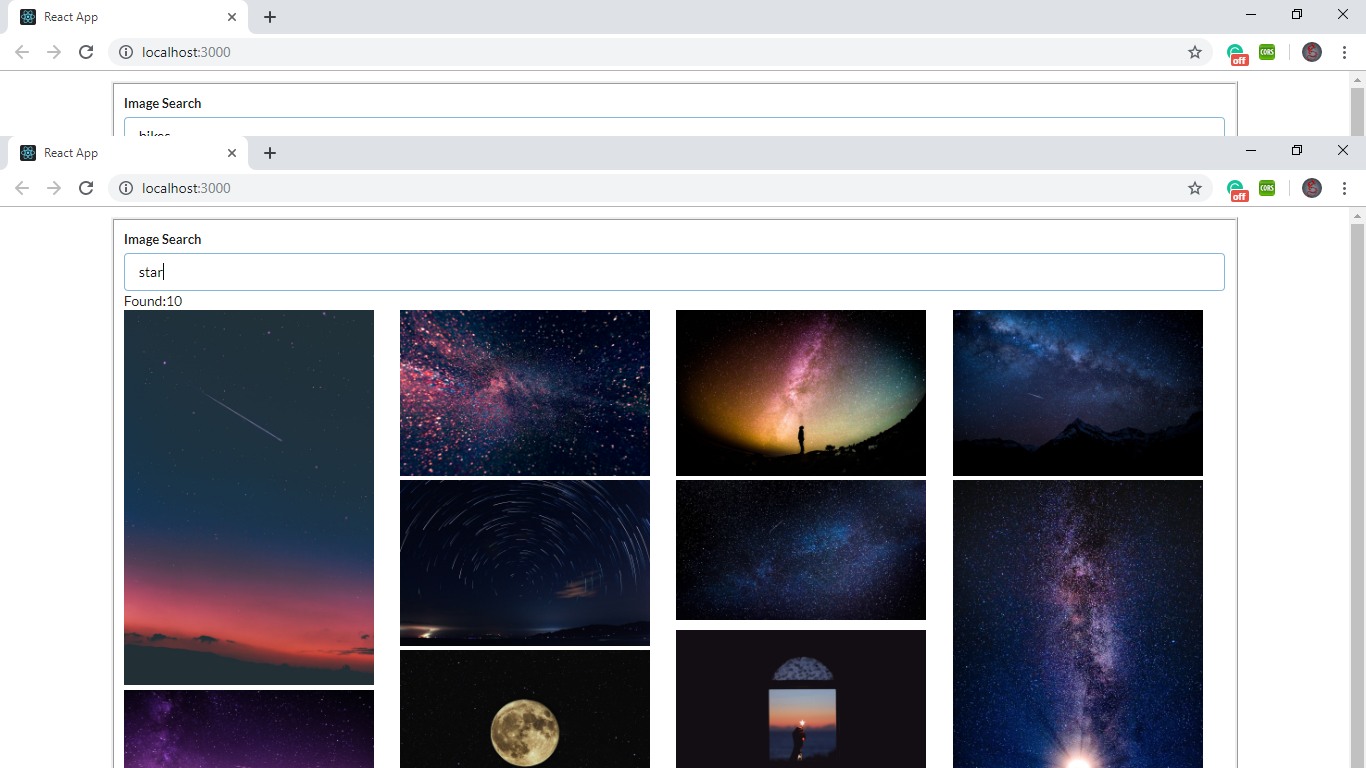 React App
localhost:3000
CORS
off
Image Search
bikes
React App
localhost:3000
CORS
off
Image Search
star
Found:10